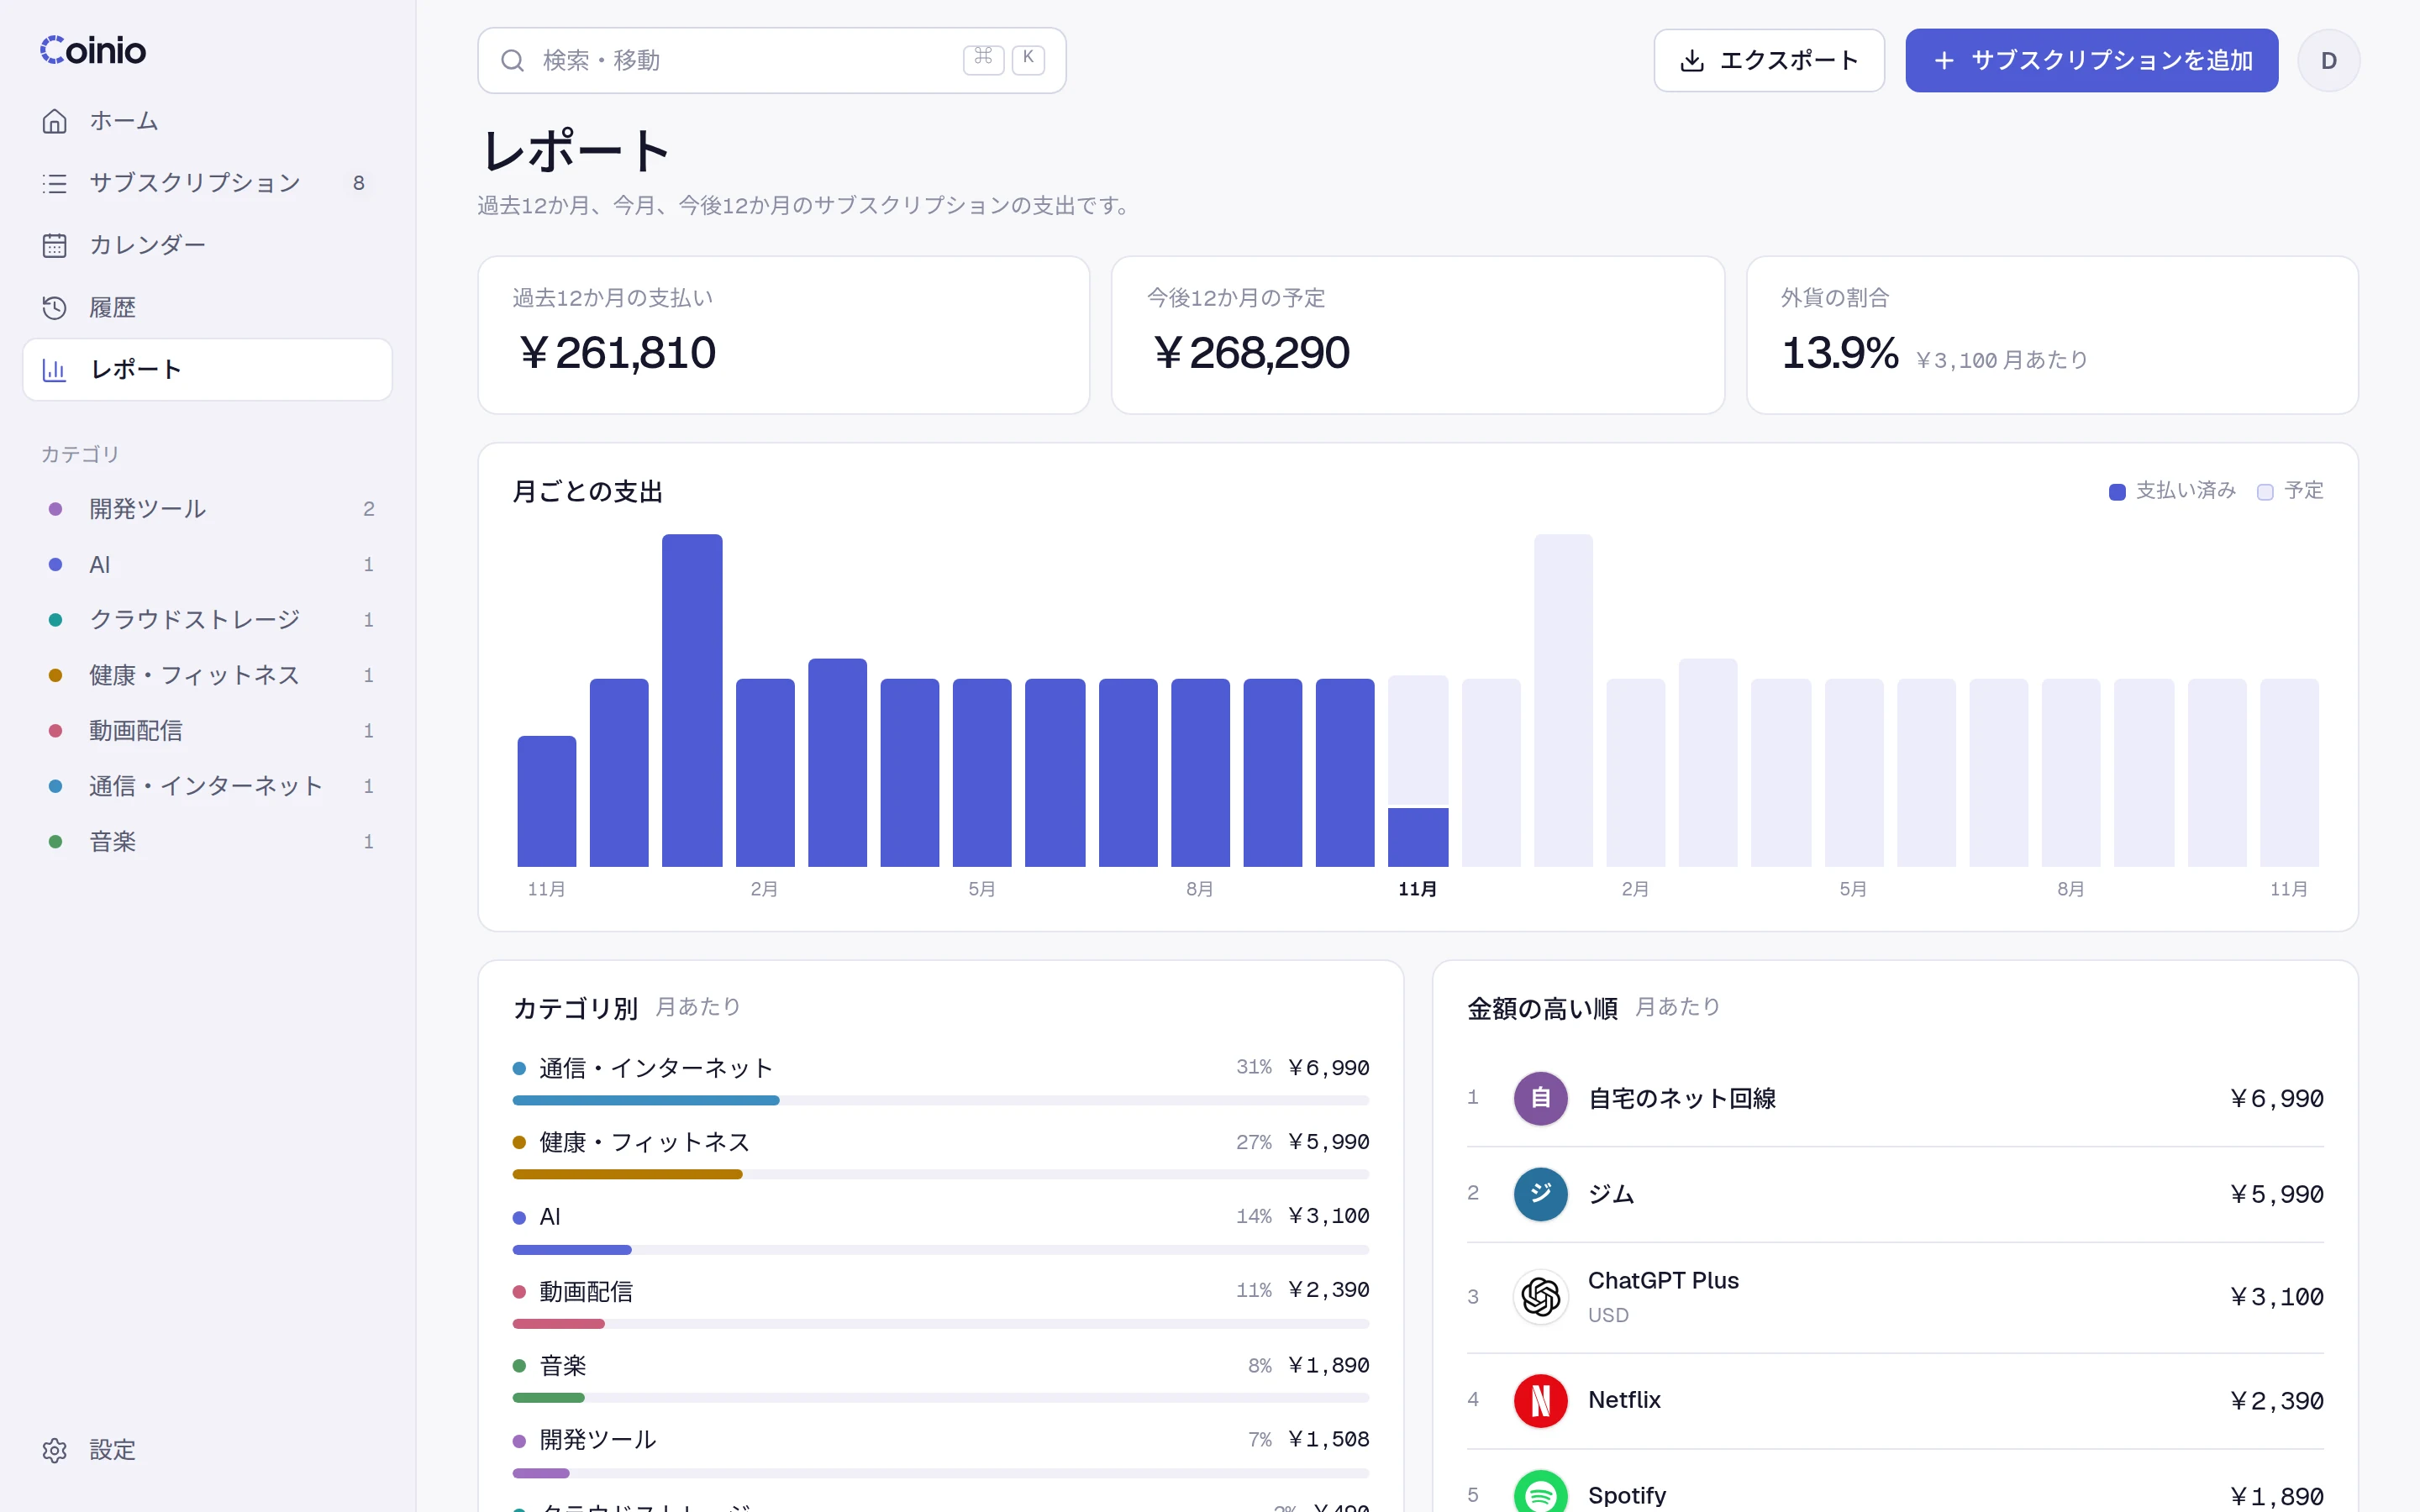 Coinio
ホーム
サブスクリプション 8
カレンダー
履歴
レポート
カテゴリ
開発ツール 2
AI 1
クラウドストレージ 1
健康・フィットネス 1
動画配信 1
通信・インターネット 1
音楽 1
設定
検索・移動 ⌘ K
エクスポート
+ サブスクリプションを追加
D
レポート
過去12か月、今月、今後12か月のサブスクリプションの支出です。
過去12か月の支払い
¥261,810
今後12か月の予定
¥268,290
外貨の割合
13.9% ¥3,100 月あたり
月ごとの支出
支払い済み 予定
11月 2月 5月 8月 11月 2月 5月 8月 11月
カテゴリ別 月あたり
通信・インターネット 31% ¥6,990
健康・フィットネス 27% ¥5,990
AI 14% ¥3,100
動画配信 11% ¥2,390
音楽 8% ¥1,890
開発ツール 7% ¥1,508
金額の高い順 月あたり
1 自 自宅のネット回線 ¥6,990
2 ジ ジム ¥5,990
3 ChatGPT Plus ¥3,100
USD
4 N Netflix ¥2,390
5 Spotify ¥1,890